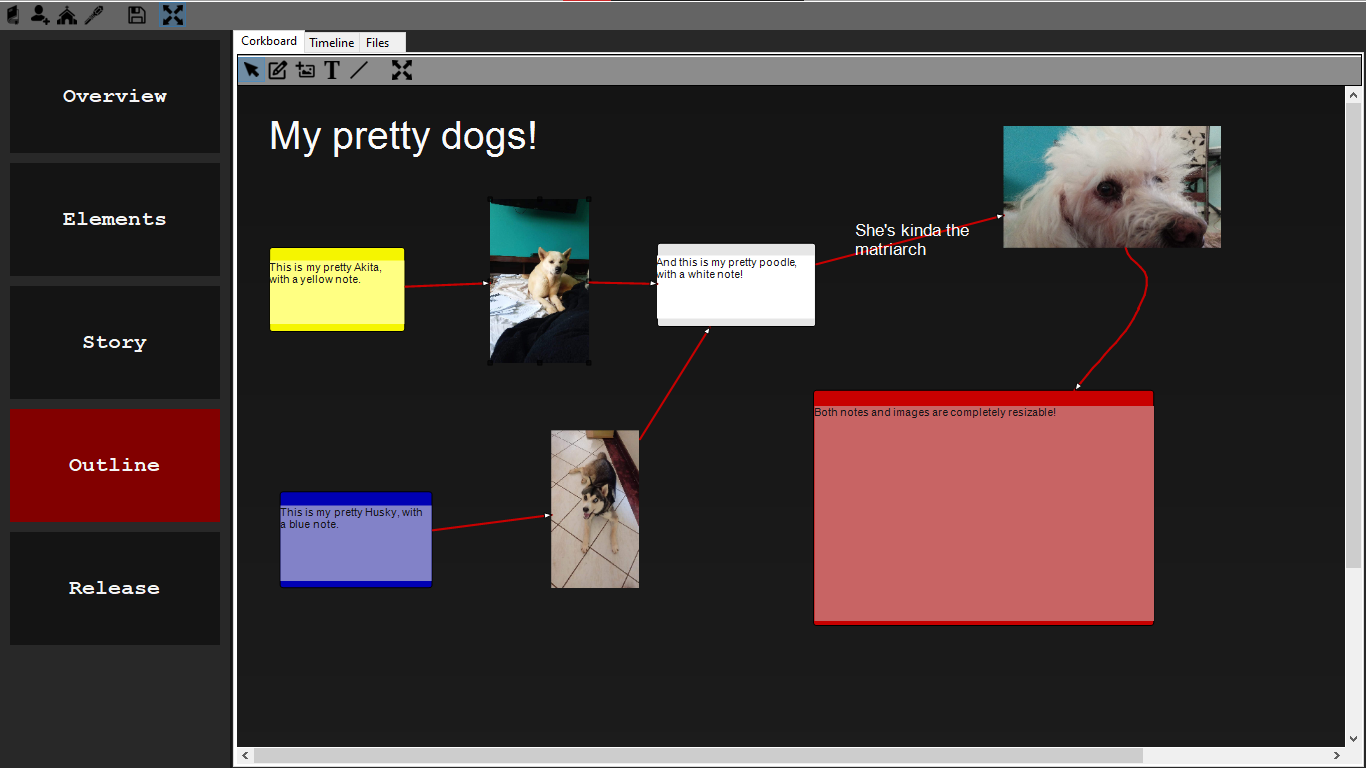 Corkboard Timeline Files
Overview
Elements
Story
Outline
Release
T
My pretty dogs!
This is my pretty Akita,
with a yellow note.
And this is my pretty poodle,
with a white note!
She's kinda the
matriarch
Both notes and images are completely resizable!
This is my pretty Husky, with
a blue note.